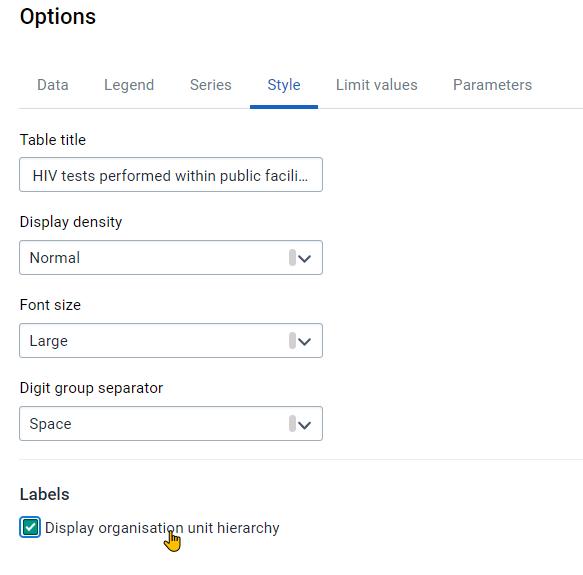 Options
Data Legend Series Style Limit values Parameters
Table title
HIV tests performed within public facili...
Display density
Normal
Font size
Large
Digit group separator
Space
Labels
Display organisation unit hierarchy